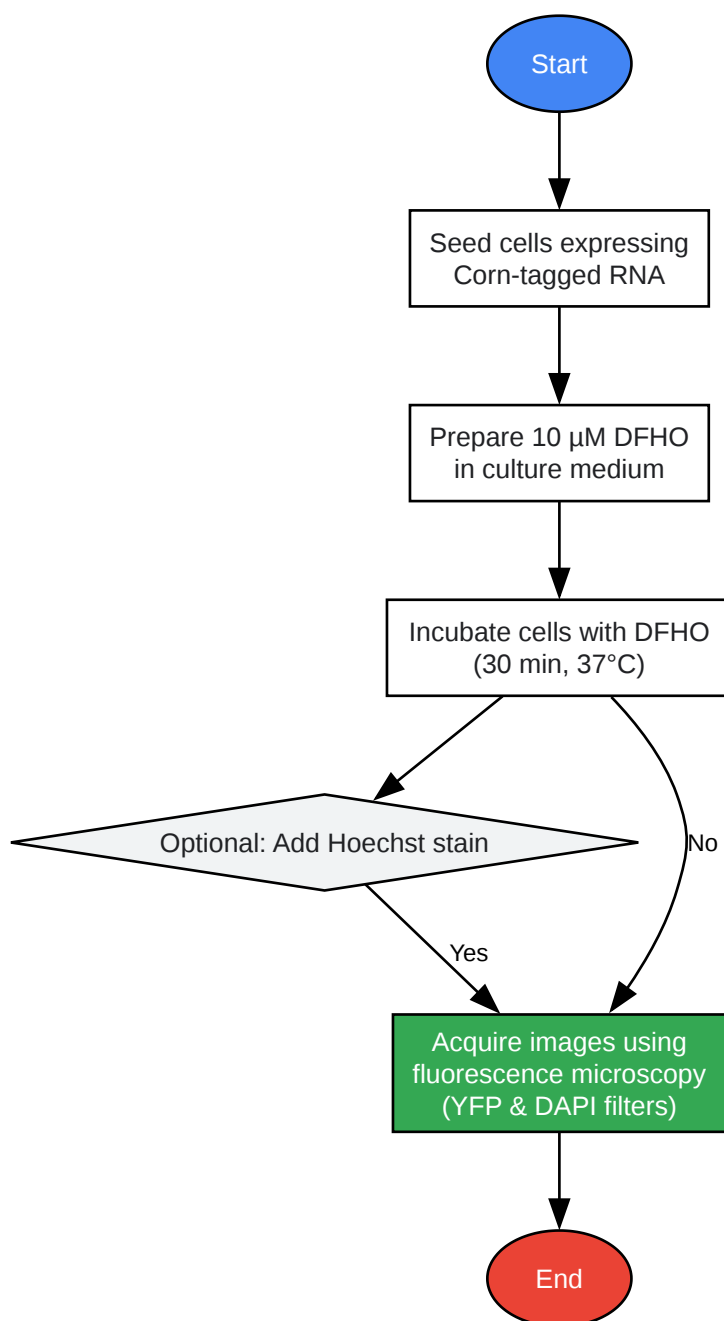 Start
Seed cells expressing
Corn-tagged RNA
Prepare 10 µM DFHO
in culture medium
Incubate cells with DFHO
(30 min, 37°C)
Optional: Add Hoechst stain
No
Yes
Acquire images using
fluorescence microscopy
(YFP & DAPI filters)
End